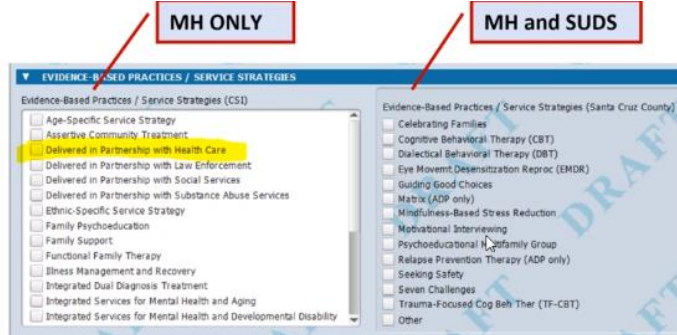 MH ONLY
MH and SUDS
EVIDENCE-BASED PRACTICES / SERVICE STRATEGIES
Evidence-Based Practices / Service Strategies (CSI)
Age-Specific Service Strategy
Assertive Community Treatment
Delivered in Partnership with Health Care
Delivered in Partnership with Law Enforcement
Delivered in Partnership with Social Services
Delivered in Partnership with Substance Abuse Services
Ethnic-Specific Service Strategy
Family Psychoeducation
Family Support
Functional Family Therapy
Illness Management and Recovery
Integrated Dual Diagnosis Treatment
Integrated Services for Mental Health and Aging
Integrated Services for Mental Health and Developmental Disability
Evidence-Based Practices / Service Strategies (Santa Cruz County)
Celebrating Families
Cognitive Behavioral Therapy (CBT)
Dialectical Behavioral Therapy (DBT)
Eye Movemt Desensitization Reproc (EMDR)
Guiding Good Choices
Matrix (ADP only)
Mindfulness-Based Stress Reduction
Motivational Interviewing
Psychoeducational Multifamily Group
Relapse Prevention Therapy (ADP only)
Seeking Safety
Seven Challenges
Trauma-Focused Cog Beh Ther (TF-CBT)
Other
DRAFT
DRAFT